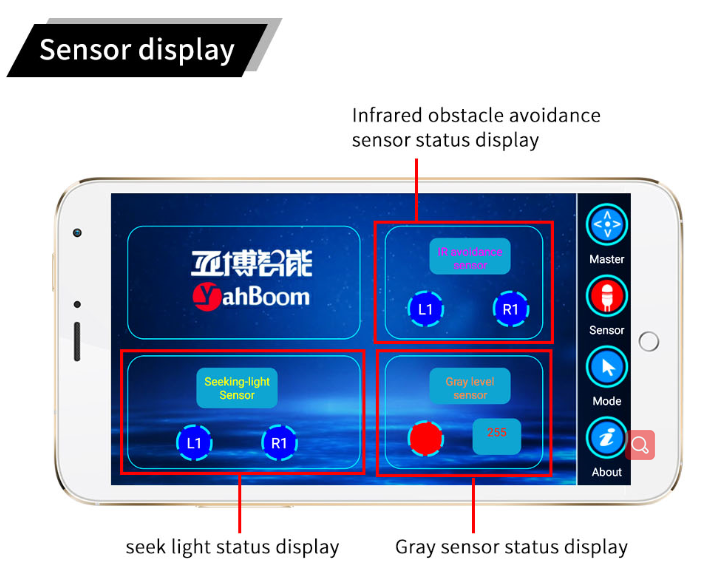 Sensor display
Infrared obstacle avoidance
sensor status display
亚博智能
YahBoom
IR avoidance
sensor
L1
R1
Master
Sensor
Seeking-light
Sensor
L1
R1
Gray level
sensor
255
Mode
About
seek light status display
Gray sensor status display